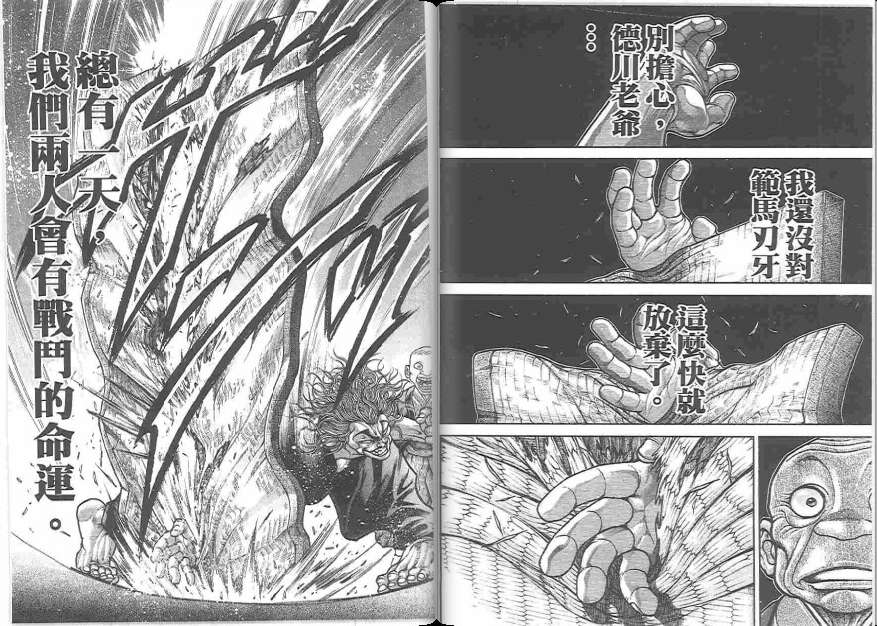 別擔心，
德川老爺
…
我還沒對
範馬刃牙
這麼快就
放棄了。
總有一天，
我們兩人會有戰鬥的命運。